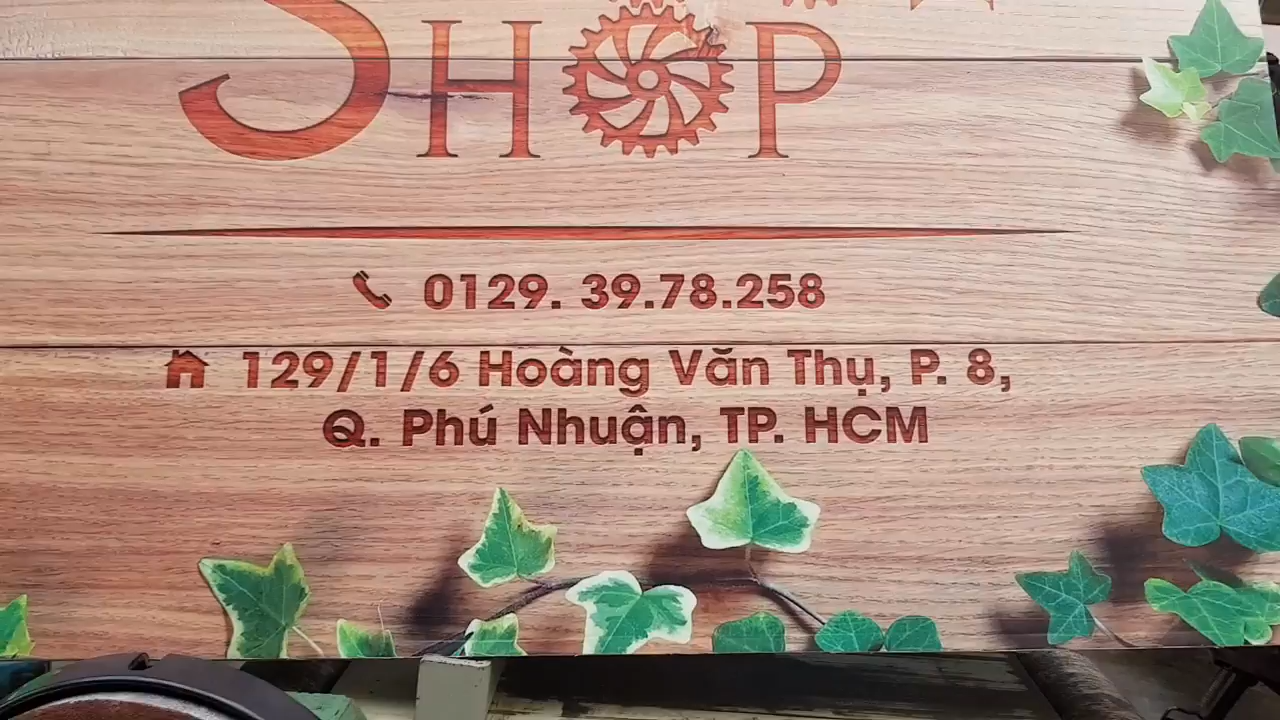 SHOP
0129. 39.78.258
129/1/6 Hoàng Văn Thụ, P. 8,
Q. Phú Nhuận, TP. HCM